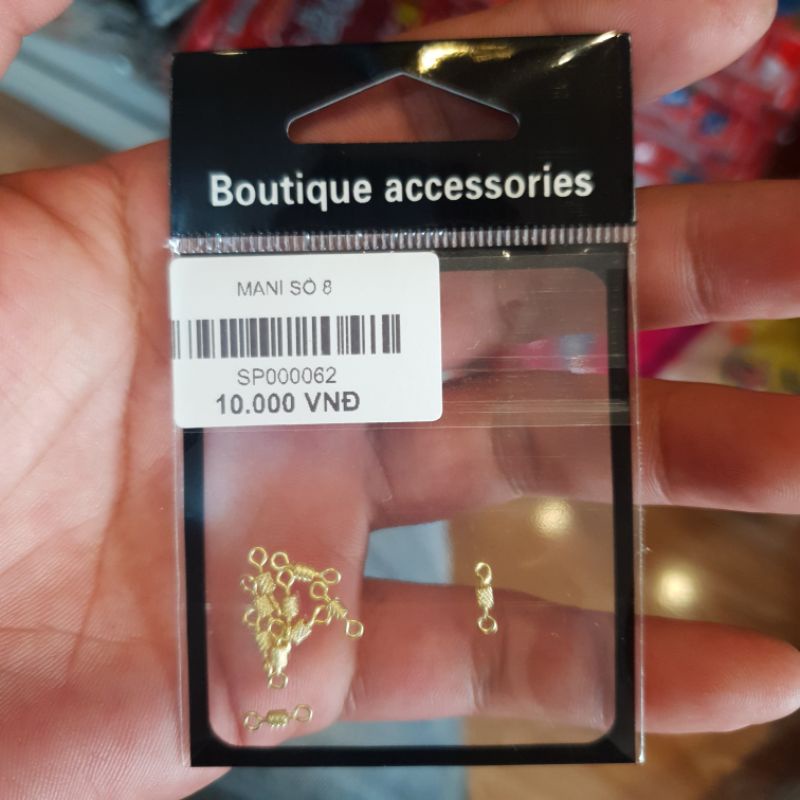 Boutique accessories
MANI SỐ 8
SP000062
10.000 VNĐ